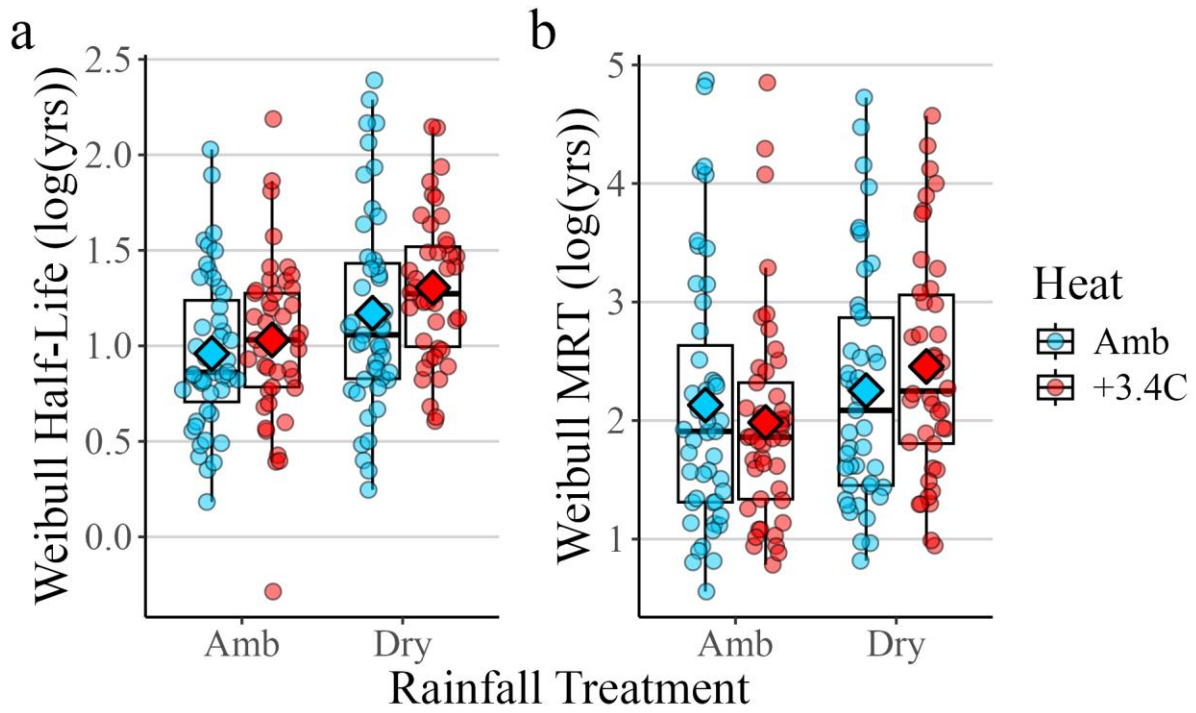 a
Weibull Half-Life (log(yrs))
2.5
2.0
1.5
1.0
0.5
0.0
Amb Dry
b
Weibull MRT (log(yrs))
5
4
3
2
1
Amb Dry
Rainfall Treatment
Heat
Amb
+3.4C